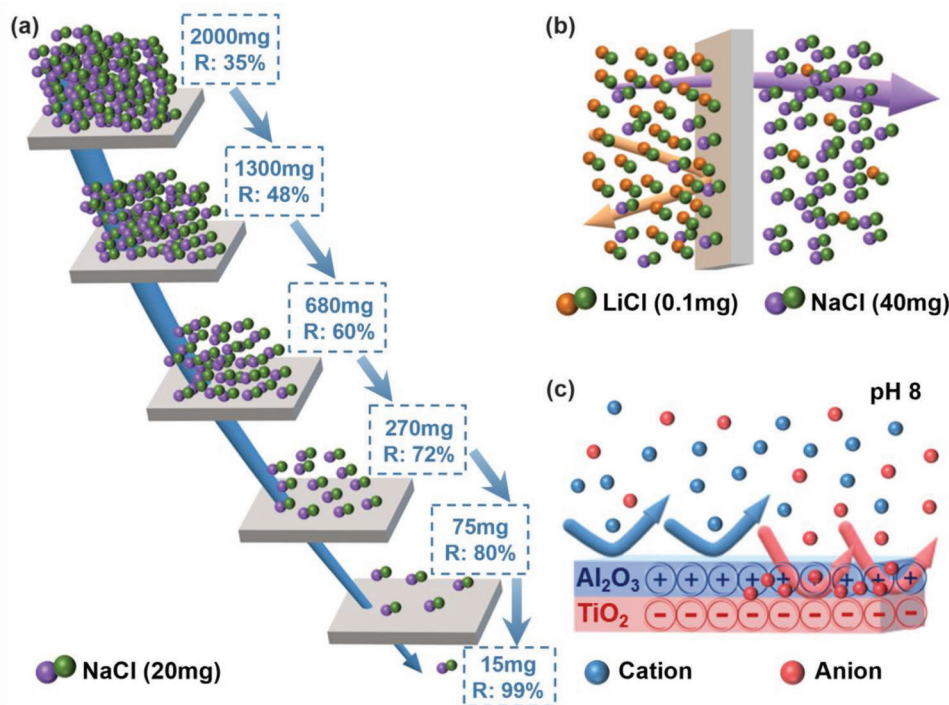 (a)
2000mg
R: 35%
1300mg
R: 48%
680mg
R: 60%
270mg
R: 72%
75mg
R: 80%
15mg
R: 99%
NaCl (20mg)
(b)
LiCl (0.1mg) NaCl (40mg)
(c)
pH 8
Al₂O₃ + + + + + + + + +
TiO₂ − − − − − − − − −
Cation Anion